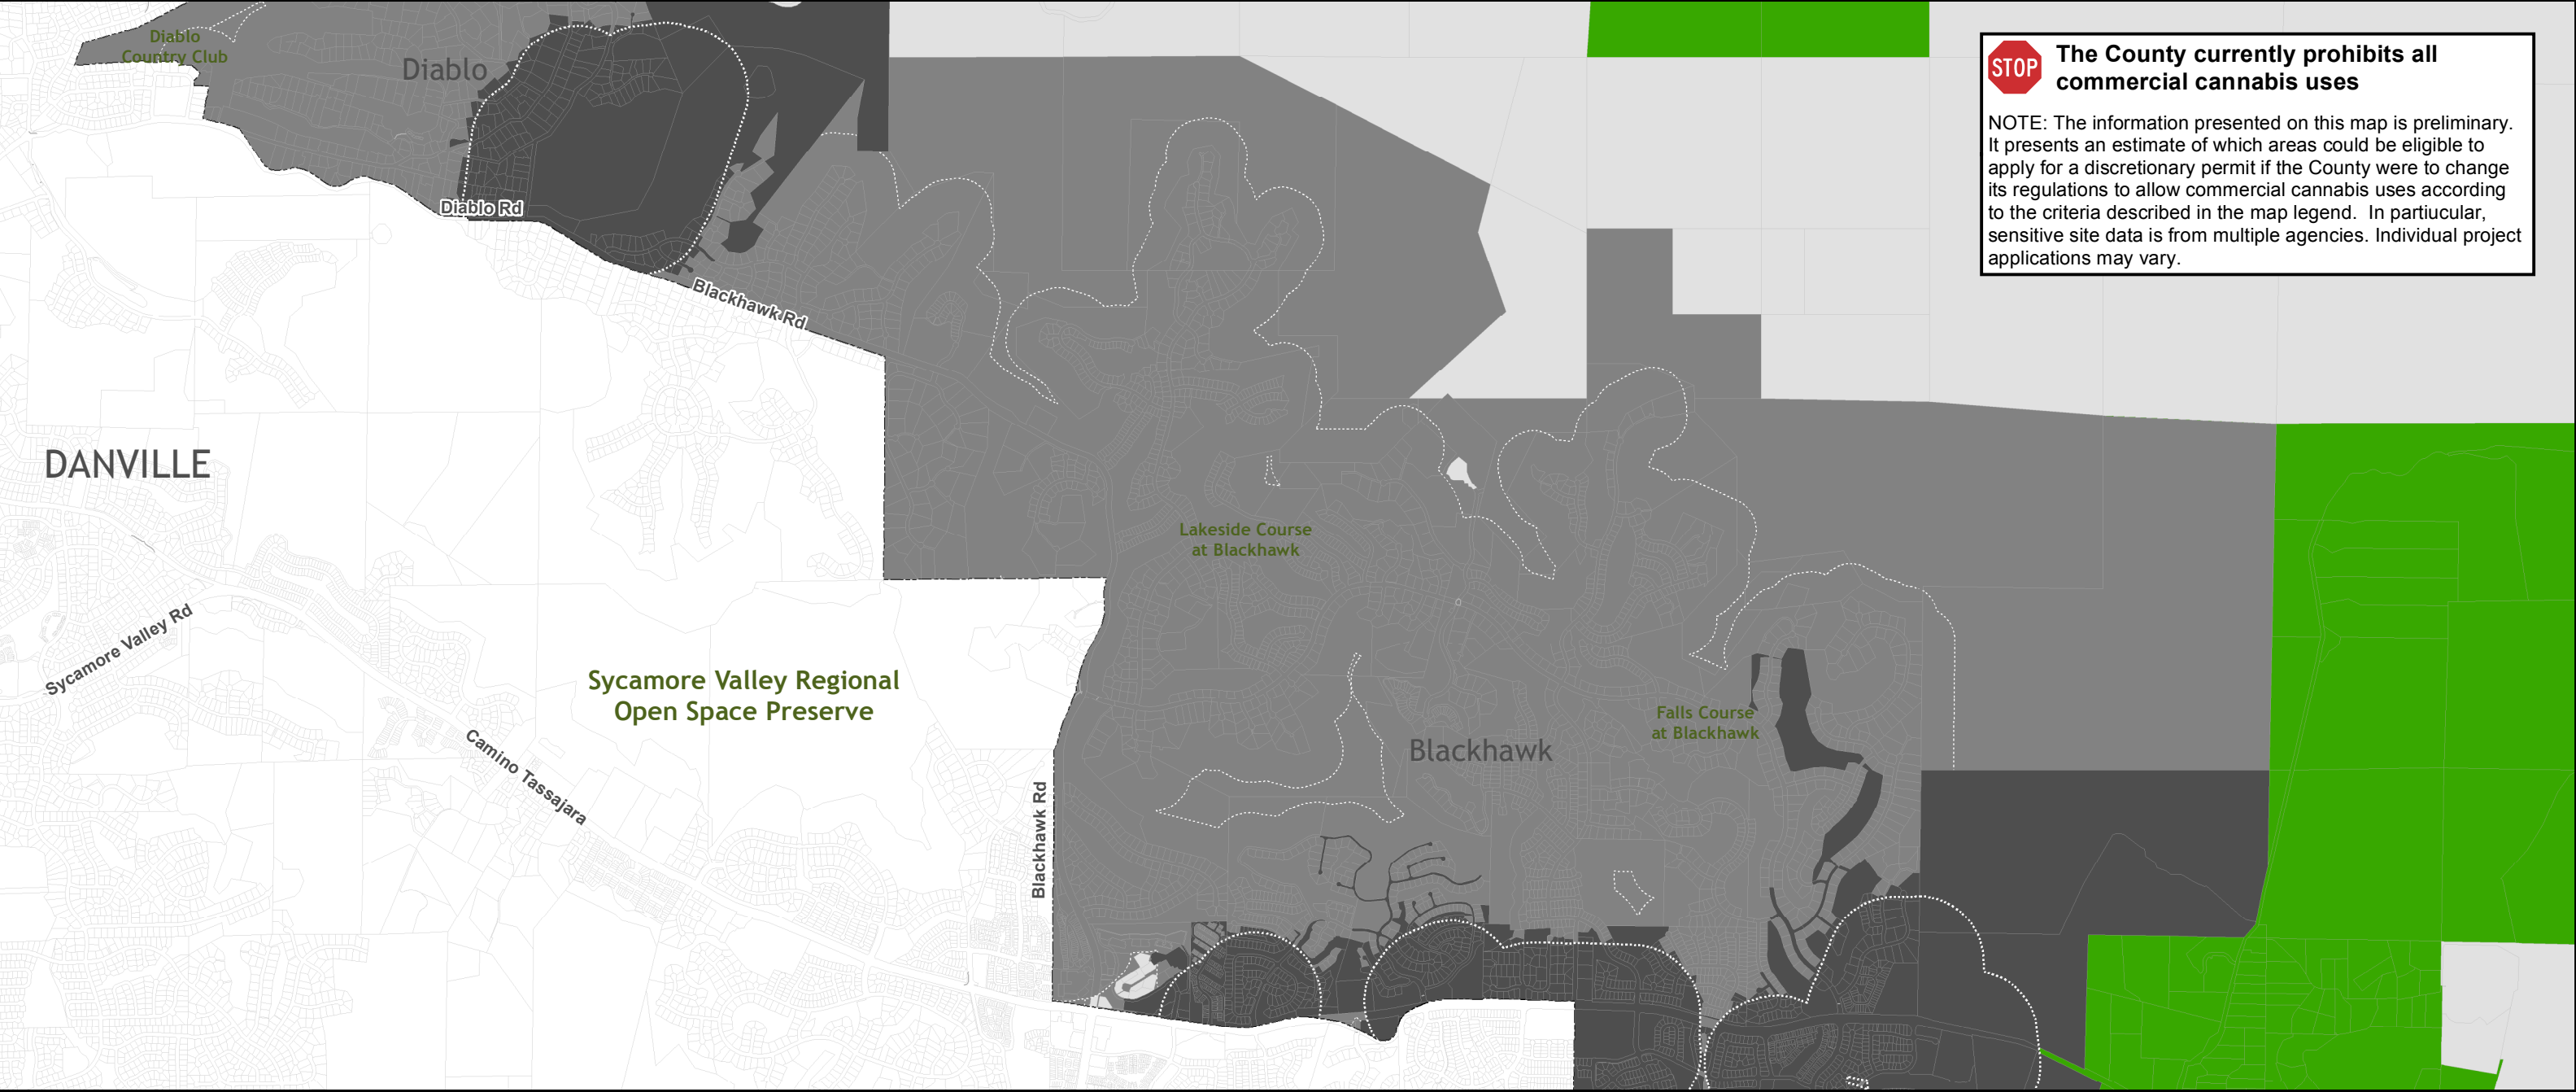 Diablo
Country Club
Diablo
STOP
The County currently prohibits all
commercial cannabis uses
NOTE: The information presented on this map is preliminary.
It presents an estimate of which areas could be eligible to
apply for a discretionary permit if the County were to change
its regulations to allow commercial cannabis uses according
to the criteria described in the map legend. In partiucular,
sensitive site data is from multiple agencies. Individual project
applications may vary.
Diablo Rd
Blackhawk Rd
DANVILLE
Lakeside Course
at Blackhawk
Sycamore Valley Rd
Sycamore Valley Regional
Open Space Preserve
Falls Course
at Blackhawk
Blackhawk
Camino Tassajara
Blackhawk Rd